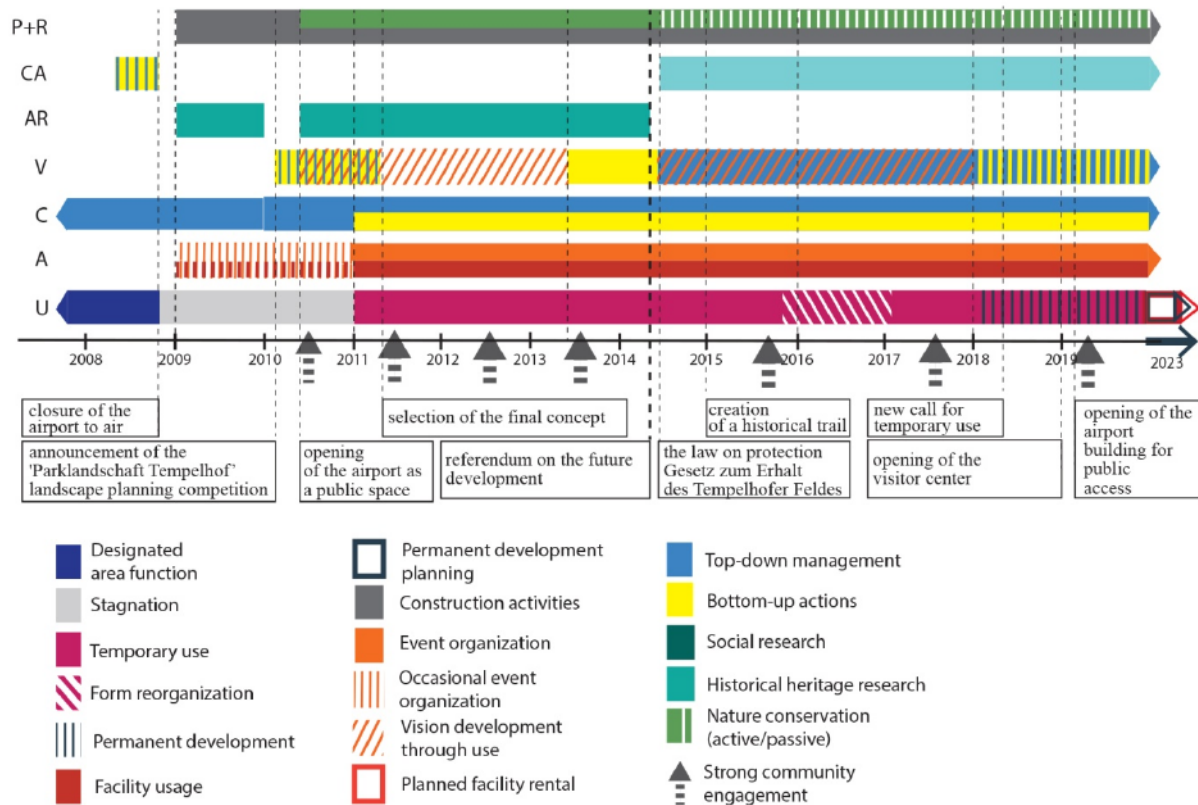 P+R
CA
AR
V
C
A
U
2008
2009
2010
2011
2012
2013
2014
2015
2016
2017
2018
2019
2023
closure of the
airport to air
announcement of the
'Parklandschaft Tempelhof'
landscape planning competition
opening
of the airport as
a public space
selection of the final concept
referendum on the future
development
creation
of a historical trail
the law on protection
Gesetz zum Erhalt
des Tempelhofer Feldes
new call for
temporary use
opening of the
visitor center
opening of the
airport
building for
public
access
Designated
area function
Stagnation
Temporary use
Form reorganization
Permanent development
Facility usage
Permanent development
planning
Construction activities
Event organization
Occasional event
organization
Vision development
through use
Planned facility rental
Top-down management
Bottom-up actions
Social research
Historical heritage research
Nature conservation
(active/passive)
Strong community
engagement